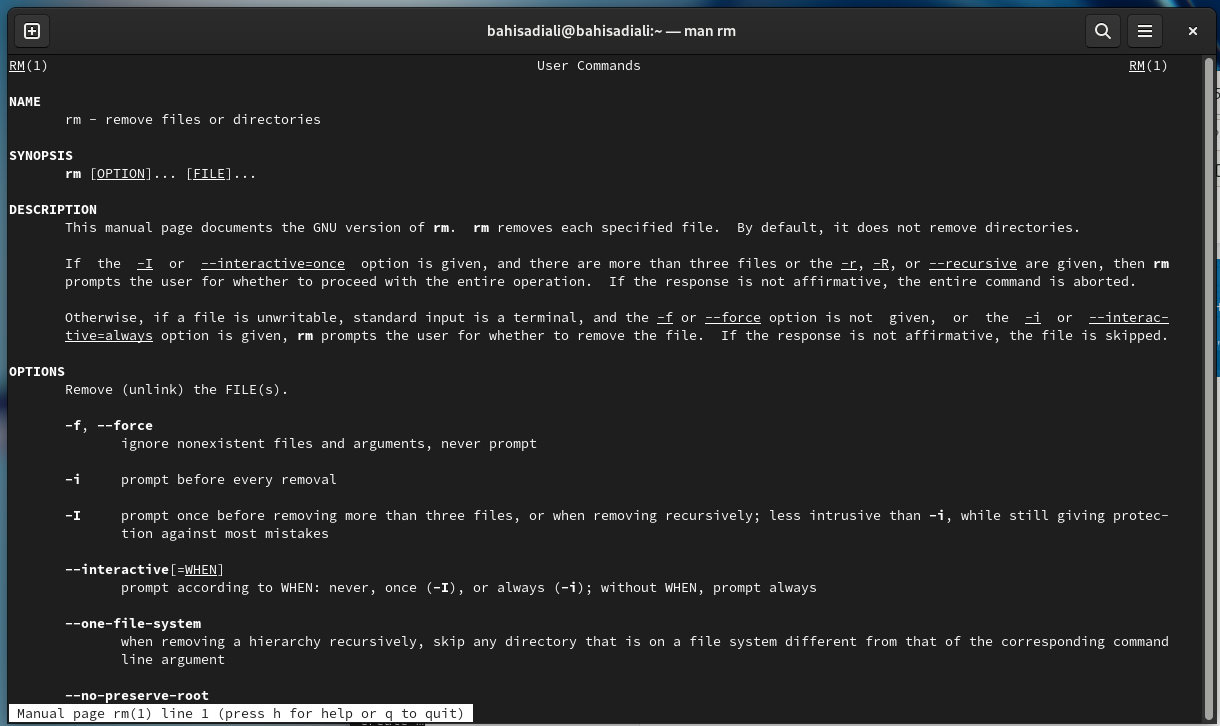 bahisadiali@bahisadiali:~ — man rm
RM(1) User Commands RM(1)
NAME
rm - remove files or directories
SYNOPSIS
rm [OPTION]... [FILE]...
DESCRIPTION
This manual page documents the GNU version of rm. rm removes each specified file. By default, it does not remove directories.
If the -I or --interactive=once option is given, and there are more than three files or the -r, -R, or --recursive are given, then rm
prompts the user for whether to proceed with the entire operation. If the response is not affirmative, the entire command is aborted.
Otherwise, if a file is unwritable, standard input is a terminal, and the -f or --force option is not given, or the -i or --interac-
tive=always option is given, rm prompts the user for whether to remove the file. If the response is not affirmative, the file is skipped.
OPTIONS
Remove (unlink) the FILE(s).
-f, --force
ignore nonexistent files and arguments, never prompt
-i prompt before every removal
-I prompt once before removing more than three files, or when removing recursively; less intrusive than -i, while still giving protec-
tion against most mistakes
--interactive[=WHEN]
prompt according to WHEN: never, once (-I), or always (-i); without WHEN, prompt always
--one-file-system
when removing a hierarchy recursively, skip any directory that is on a file system different from that of the corresponding command
line argument
--no-preserve-root
Manual page rm(1) line 1 (press h for help or q to quit)